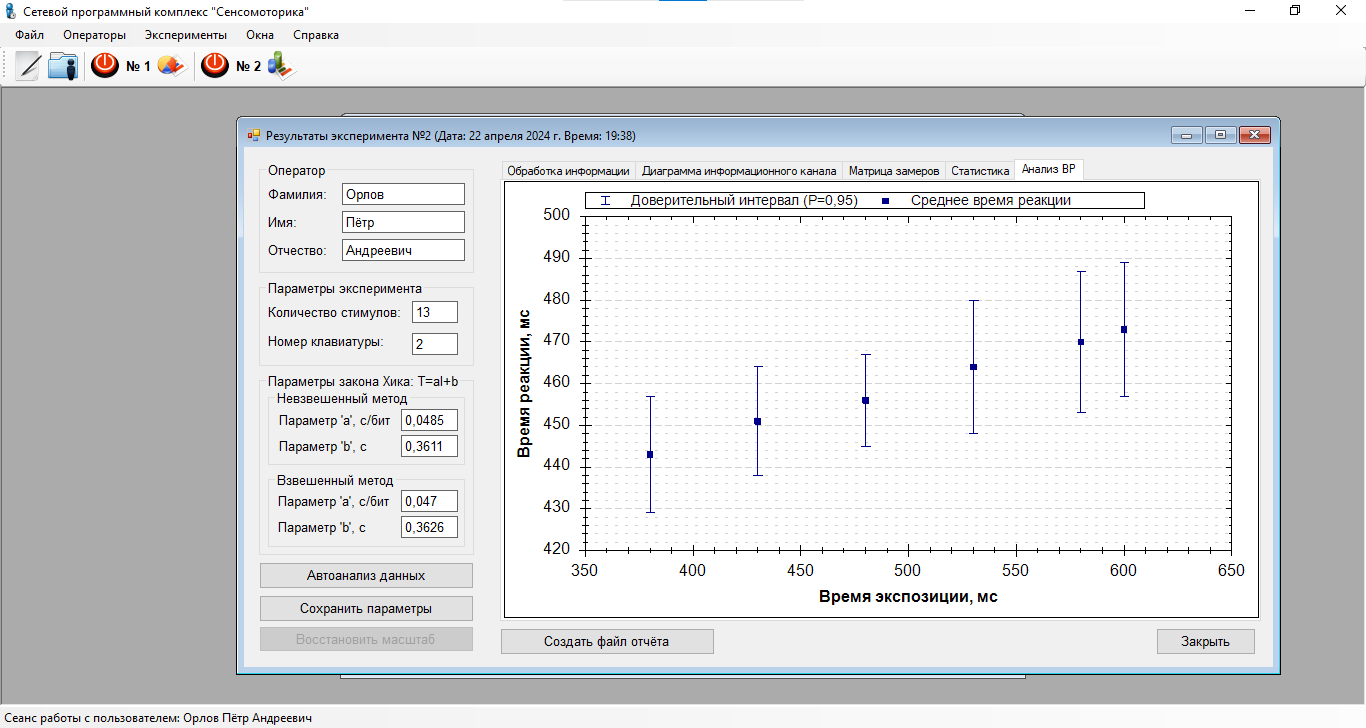 Сетевой программный комплекс "Сенсомоторика"
Файл Операторы Эксперименты Окна Справка
№ 1 № 2
Результаты эксперимента №2 (Дата: 22 апреля 2024 г. Время: 19:38)
Оператор
Фамилия: Орлов
Имя: Пётр
Отчество: Андреевич
Параметры эксперимента
Количество стимулов: 13
Номер клавиатуры: 2
Параметры закона Хика: T=aI+b
Невзвешенный метод
Параметр 'a', с/бит 0,0485
Параметр 'b', с 0,3611
Взвешенный метод
Параметр 'a', с/бит 0,047
Параметр 'b', с 0,3626
Автоанализ данных
Сохранить параметры
Восстановить масштаб
Обработка информации Диаграмма информационного канала Матрица замеров Статистика Анализ ВР
Доверительный интервал (P=0,95) Среднее время реакции
500
490
480
470
460
450
440
430
420
Время реакции, мс
350 400 450 500 550 600 650
Время экспозиции, мс
Создать файл отчёта Закрыть
Сеанс работы с пользователем: Орлов Пётр Андреевич